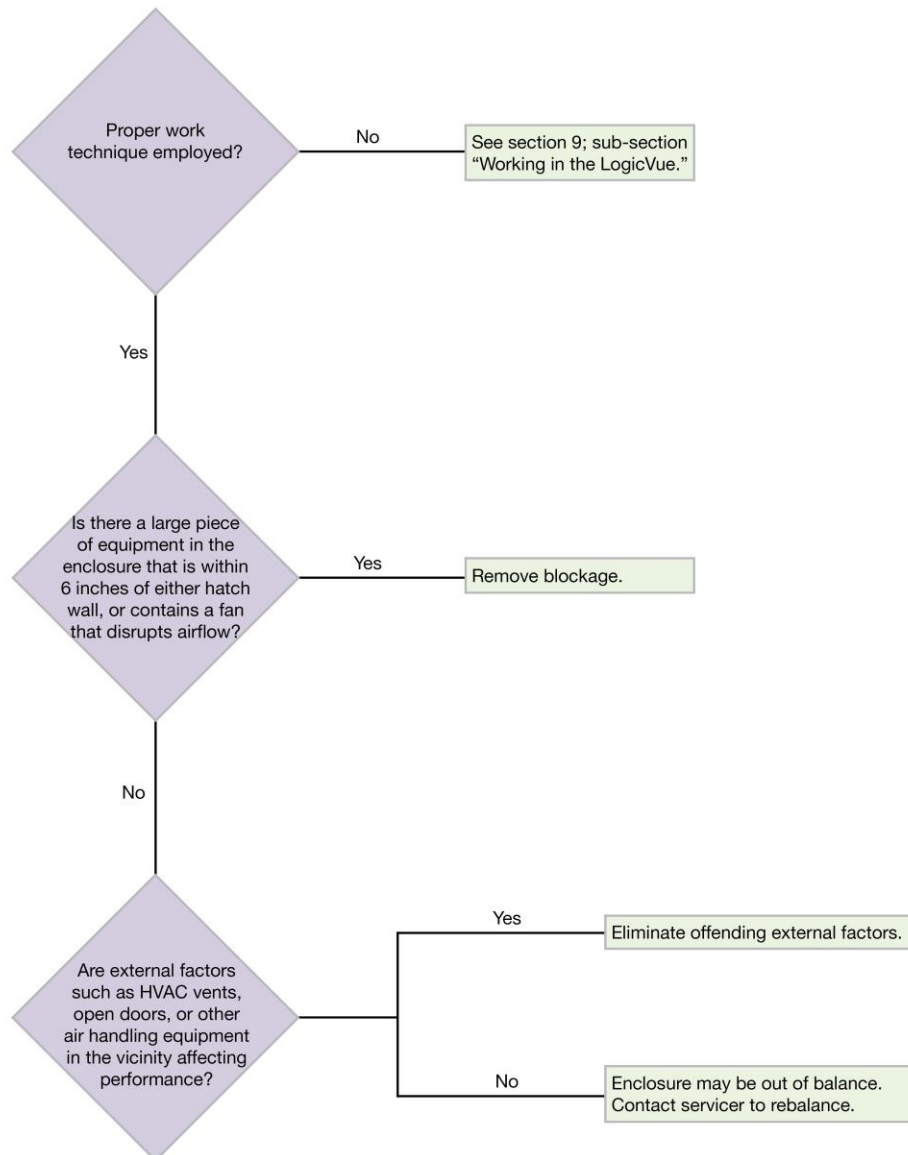 Proper work
technique employed?
No
See section 9; sub-section
“Working in the LogicVue.”
Yes
Is there a large piece
of equipment in the
enclosure that is within
6 inches of either hatch
wall, or contains a fan
that disrupts airflow?
Yes
Remove blockage.
No
Are external factors
such as HVAC vents,
open doors, or other
air handling equipment
in the vicinity affecting
performance?
Yes
Eliminate offending external factors.
No
Enclosure may be out of balance.
Contact servicer to rebalance.